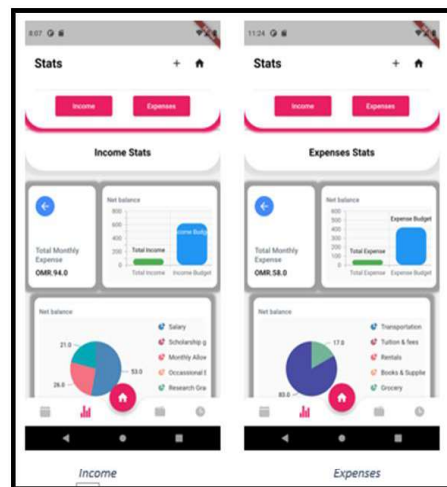 8:07
Stats
Income Expenses
Income Stats
Total Monthly
Expense
OMR.94.0
Net balance
800
600
400
200
0
Total Income
Income Budg
Total Income Income Budget
Net balance
21.0
53.0
26.0
Salary
Scholarship g
Monthly Allow
Occassional E
Research Gra
Income
11:24
Stats
Income Expenses
Expenses Stats
Total Monthly
Expense
OMR.58.0
Net balance
600
500
400
300
200
100
0
Total Expense
Expense Budget
Total Expense Expense Budget
Net balance
17.0
83.0
Transportation
Tuition & fees
Rentals
Books & Supplie
Grocery
Expenses